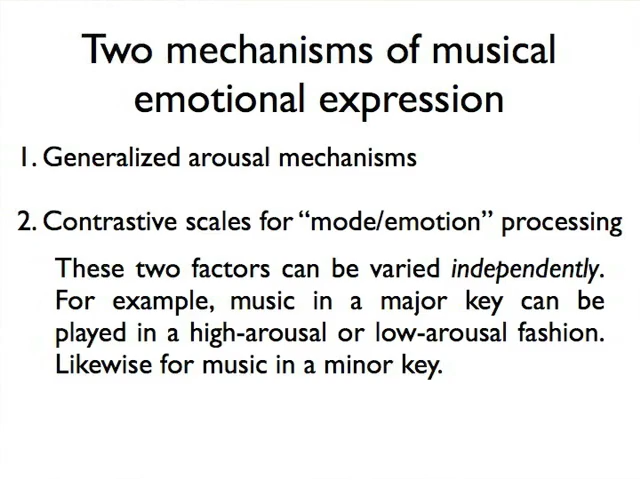 Two mechanisms of musical
emotional expression
1. Generalized arousal mechanisms
2. Contrastive scales for “mode/emotion” processing
These two factors can be varied independently.
For example, music in a major key can be
played in a high-arousal or low-arousal fashion.
Likewise for music in a minor key.